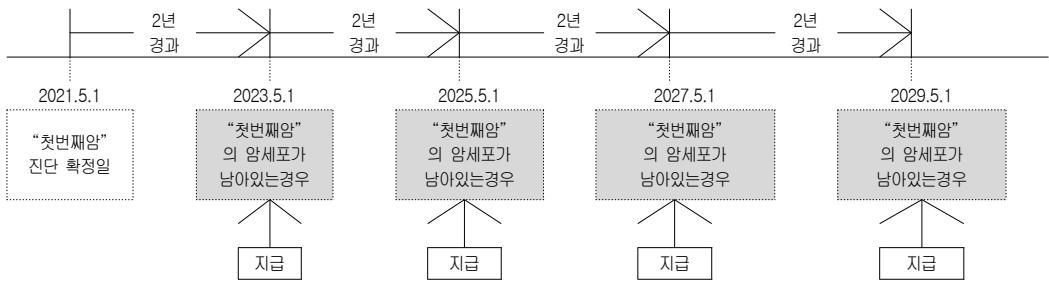 2년
경과
2년
경과
2년
경과
2년
경과
2021.5.1
2023.5.1
2025.5.1
2027.5.1
2029.5.1
“첫번째암”
진단 확정일
“첫번째암”
의 암세포가
남아있는경우
“첫번째암”
의 암세포가
남아있는경우
“첫번째암”
의 암세포가
남아있는경우
“첫번째암”
의 암세포가
남아있는경우
지급
지급
지급
지급